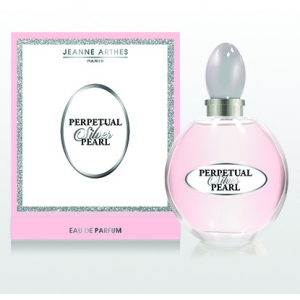 JEANNE ARTHES
PARIS
PERPETUAL
Silver
PEARL
EAU DE PARFUM
PERPETUAL
Silver
PEARL